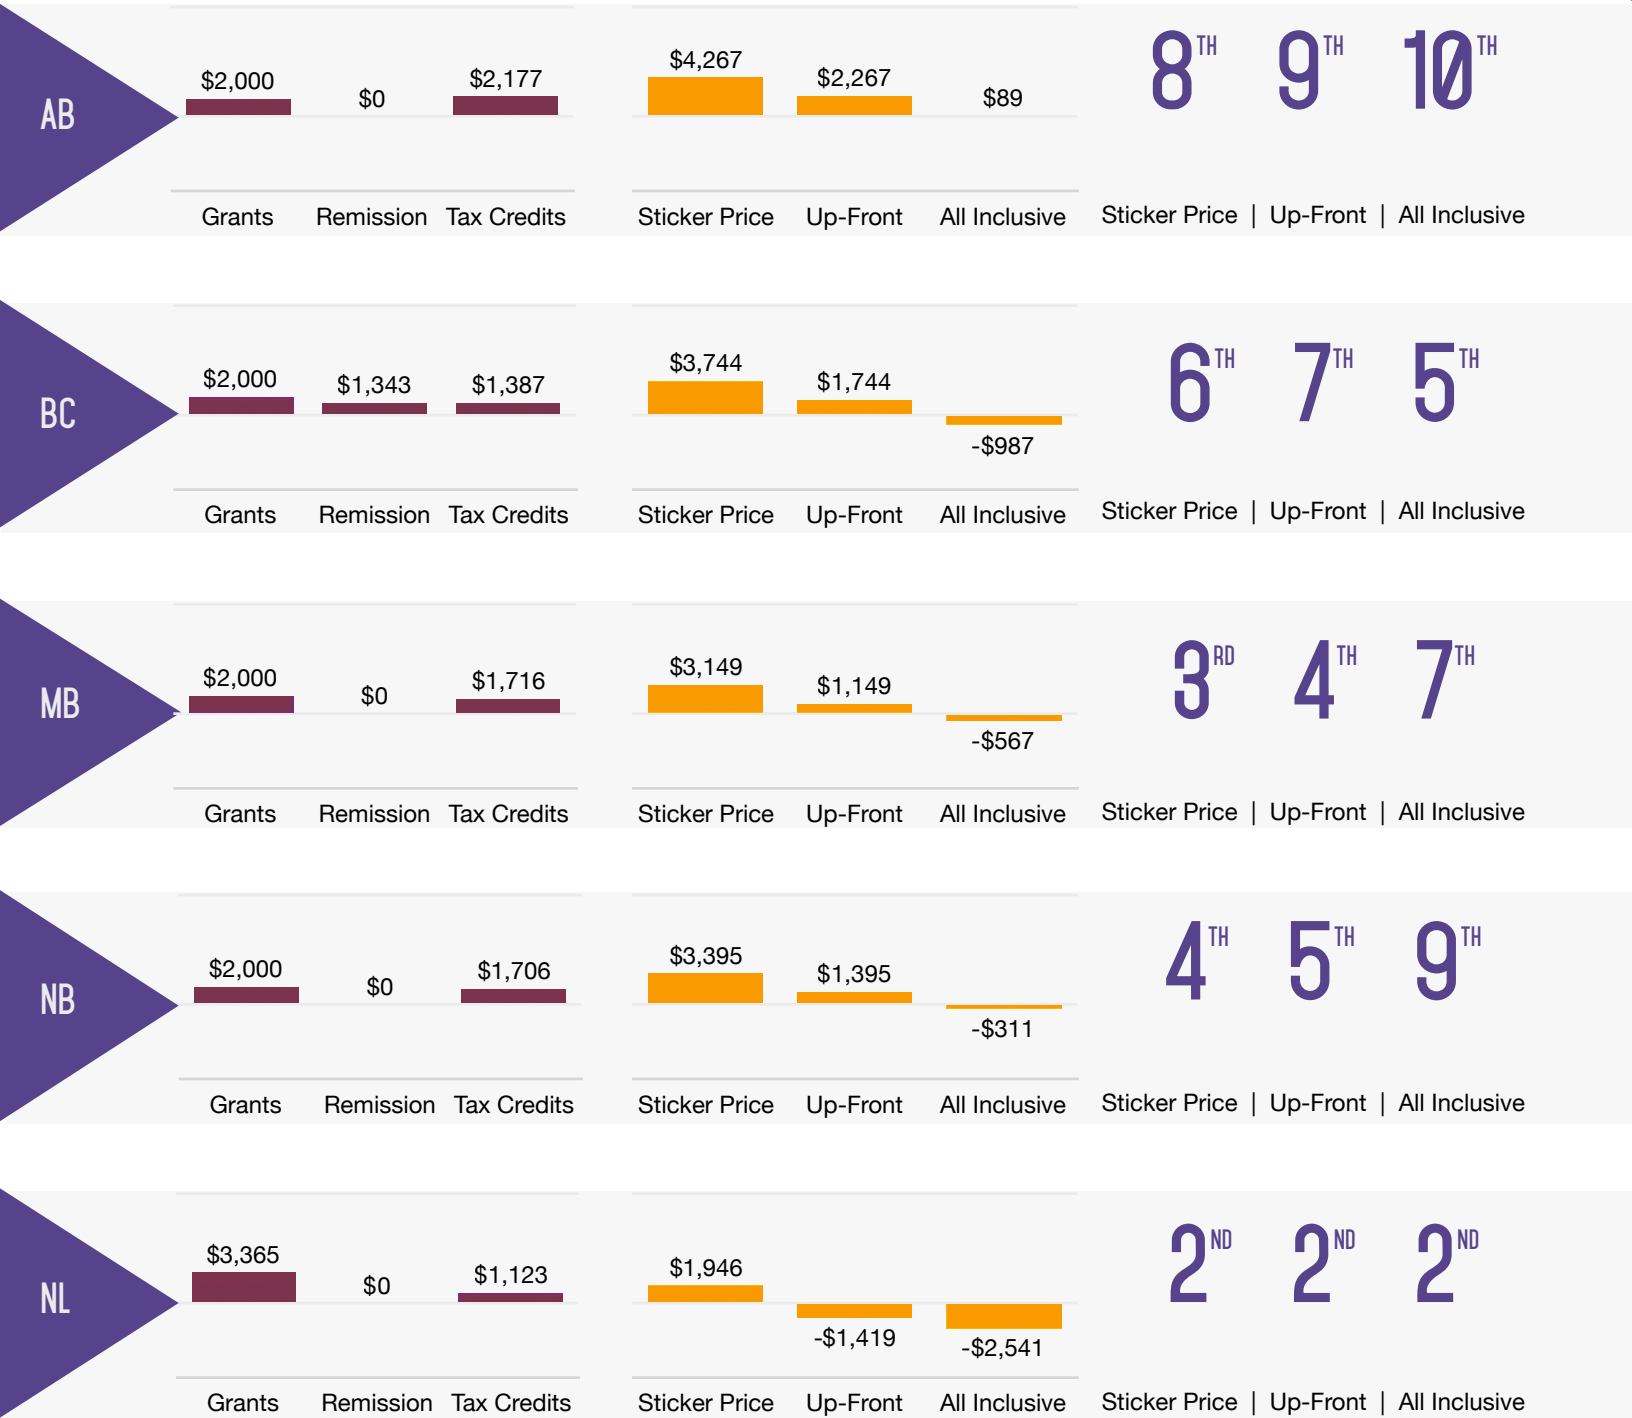 AB
$2,000 $0 $2,177
$4,267 $2,267 $89
8TH 9TH 10TH
Grants Remission Tax Credits
Sticker Price Up-Front All Inclusive
Sticker Price | Up-Front | All Inclusive
BC
$2,000 $1,343 $1,387
$3,744 $1,744 -$987
6TH 7TH 5TH
Grants Remission Tax Credits
Sticker Price Up-Front All Inclusive
Sticker Price | Up-Front | All Inclusive
MB
$2,000 $0 $1,716
$3,149 $1,149 -$567
3RD 4TH 7TH
Grants Remission Tax Credits
Sticker Price Up-Front All Inclusive
Sticker Price | Up-Front | All Inclusive
NB
$2,000 $0 $1,706
$3,395 $1,395 -$311
4TH 5TH 9TH
Grants Remission Tax Credits
Sticker Price Up-Front All Inclusive
Sticker Price | Up-Front | All Inclusive
NL
$3,365 $0 $1,123
$1,946 -$1,419 -$2,541
2ND 2ND 2ND
Grants Remission Tax Credits
Sticker Price Up-Front All Inclusive
Sticker Price | Up-Front | All Inclusive